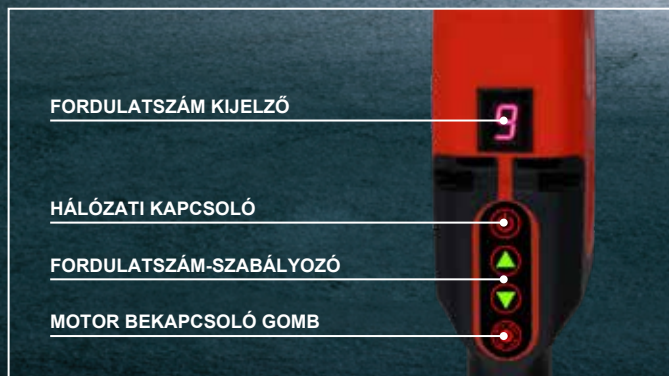 FORDULATSZÁM KIJELZŐ
9
HÁLÓZATI KAPCSOLÓ
FORDULATSZÁM-SZABÁLYOZÓ
MOTOR BEKAPCSOLÓ GOMB